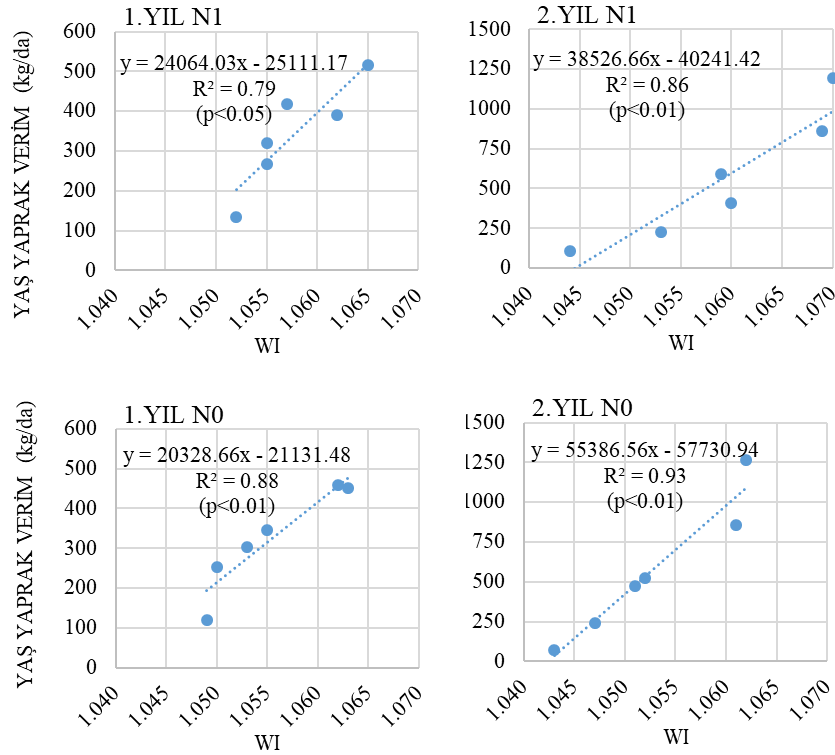 1.YIL N1
YAŞ YAPRAK VERİM (kg/da)
600
500
400
300
200
100
0
y = 24064.03x - 25111.17
R² = 0.79
(p<0.05)
1.040 1.045 1.050 1.055 1.060 1.065 1.070
WI
2.YIL N1
1500
1250
1000
750
500
250
0
y = 38526.66x - 40241.42
R² = 0.86
(p<0.01)
1.040 1.045 1.050 1.055 1.060 1.065 1.070
WI
1.YIL N0
YAŞ YAPRAK VERİM (kg/da)
600
500
400
300
200
100
0
y = 20328.66x - 21131.48
R² = 0.88
(p<0.01)
1.040 1.045 1.050 1.055 1.060 1.065 1.070
WI
2.YIL N0
1500
1250
1000
750
500
250
0
y = 55386.56x - 57730.94
R² = 0.93
(p<0.01)
1.040 1.045 1.050 1.055 1.060 1.065 1.070
WI